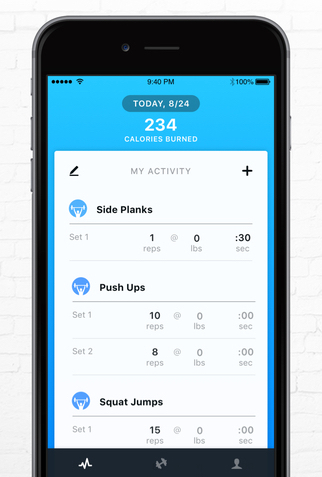 9:40 PM 100%
TODAY, 8/24
234
CALORIES BURNED
MY ACTIVITY
Side Planks
Set 1 1 @ 0 :30
reps lbs sec
Push Ups
Set 1 10 @ 0 :00
reps lbs sec
Set 2 8 @ 0 :00
reps lbs sec
Squat Jumps
Set 1 15 @ 0 :00
reps lbs sec